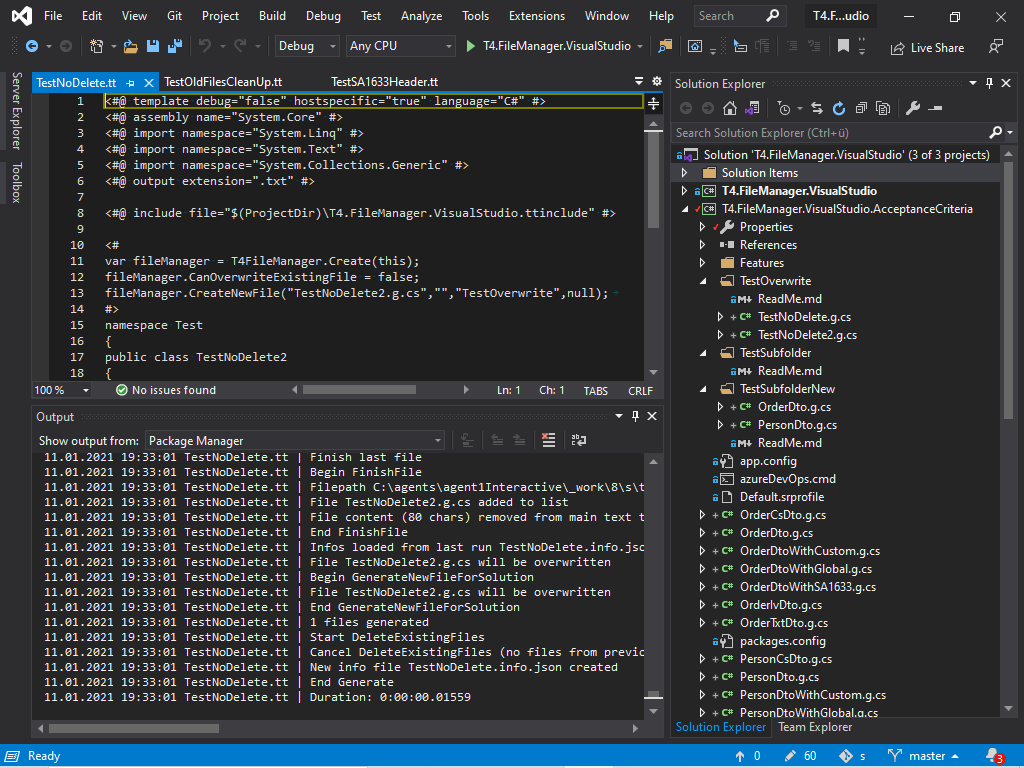 File Edit View Git Project Build Debug Test Analyze Tools Extensions Window Help Search T4.F...udio
Debug Any CPU T4.FileManager.VisualStudio Live Share
Server Explorer
Toolbox
TestNoDelete.tt TestOldFilesCleanUp.tt TestSA1633Header.tt
1 <#@ template debug="false" hostspecific="true" language="C#" #>
2 <#@ assembly name="System.Core" #>
3 <#@ import namespace="System.Linq" #>
4 <#@ import namespace="System.Text" #>
5 <#@ import namespace="System.Collections.Generic" #>
6 <#@ output extension=".txt" #>
7
8 <#@ include file="$(ProjectDir)\T4.FileManager.VisualStudio.ttinclude" #>
9
10 <#
11 var fileManager = T4FileManager.Create(this);
12 fileManager.CanOverwriteExistingFile = false;
13 fileManager.CreateNewFile("TestNoDelete2.g.cs","","TestOverwrite",null);
14 #>
15 namespace Test
16 {
17 public class TestNoDelete2
18 {
100 % No issues found Ln: 1 Ch: 1 TABS CRLF
Output
Show output from: Package Manager
11.01.2021 19:33:01 TestNoDelete.tt | Finish last file
11.01.2021 19:33:01 TestNoDelete.tt | Begin FinishFile
11.01.2021 19:33:01 TestNoDelete.tt | Filepath C:\agents\agent1Interactive\_work\8\s\t
11.01.2021 19:33:01 TestNoDelete.tt | File TestNoDelete2.g.cs added to list
11.01.2021 19:33:01 TestNoDelete.tt | File content (80 chars) removed from main text t
11.01.2021 19:33:01 TestNoDelete.tt | End FinishFile
11.01.2021 19:33:01 TestNoDelete.tt | Infos loaded from last run TestNoDelete.info.jso
11.01.2021 19:33:01 TestNoDelete.tt | File TestNoDelete2.g.cs will be overwritten
11.01.2021 19:33:01 TestNoDelete.tt | Begin GenerateNewFileForSolution
11.01.2021 19:33:01 TestNoDelete.tt | File TestNoDelete2.g.cs will be overwritten
11.01.2021 19:33:01 TestNoDelete.tt | End GenerateNewFileForSolution
11.01.2021 19:33:01 TestNoDelete.tt | 1 files generated
11.01.2021 19:33:01 TestNoDelete.tt | Start DeleteExistingFiles
11.01.2021 19:33:01 TestNoDelete.tt | Cancel DeleteExistingFiles (no files from previo
11.01.2021 19:33:01 TestNoDelete.tt | New info file TestNoDelete.info.json created
11.01.2021 19:33:01 TestNoDelete.tt | End Generate
11.01.2021 19:33:01 TestNoDelete.tt | Duration: 0:00:00.01559
Solution Explorer
Search Solution Explorer (Ctrl+ü)
Solution 'T4.FileManager.VisualStudio' (3 of 3 projects)
Solution Items
C# T4.FileManager.VisualStudio
C# T4.FileManager.VisualStudio.AcceptanceCriteria
Properties
References
Features
TestOverwrite
M↓ ReadMe.md
+ C# TestNoDelete.g.cs
+ C# TestNoDelete2.g.cs
TestSubfolder
M↓ ReadMe.md
TestSubfolderNew
+ C# OrderDto.g.cs
+ C# PersonDto.g.cs
M↓ ReadMe.md
app.config
azureDevOps.cmd
Default.srprofile
+ C# OrderCsDto.g.cs
+ C# OrderDto.g.cs
+ C# OrderDtoWithCustom.g.cs
+ C# OrderDtoWithGlobal.g.cs
+ C# OrderDtoWithSA1633.g.cs
+ C# OrderIvDto.g.cs
+ C# OrderTxtDto.g.cs
packages.config
+ C# PersonCsDto.g.cs
+ C# PersonDto.g.cs
+ C# PersonDtoWithCustom.g.cs
+ C# PersonDtoWithGlobal.g.cs
Solution Explorer Team Explorer
Ready 0 60 s master 3